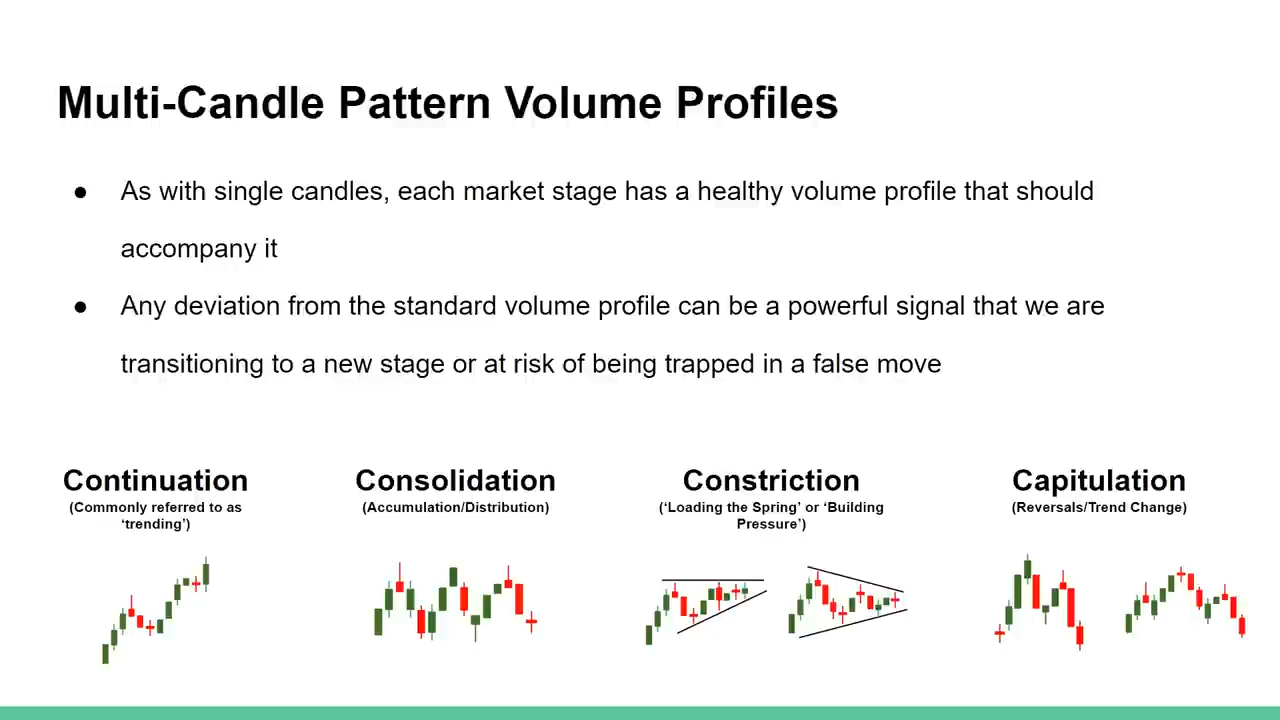 Multi-Candle Pattern Volume Profiles
● As with single candles, each market stage has a healthy volume profile that should
accompany it
● Any deviation from the standard volume profile can be a powerful signal that we are
transitioning to a new stage or at risk of being trapped in a false move
Continuation
(Commonly referred to as
‘trending’)
Consolidation
(Accumulation/Distribution)
Constriction
(‘Loading the Spring’ or ‘Building
Pressure’)
Capitulation
(Reversals/Trend Change)